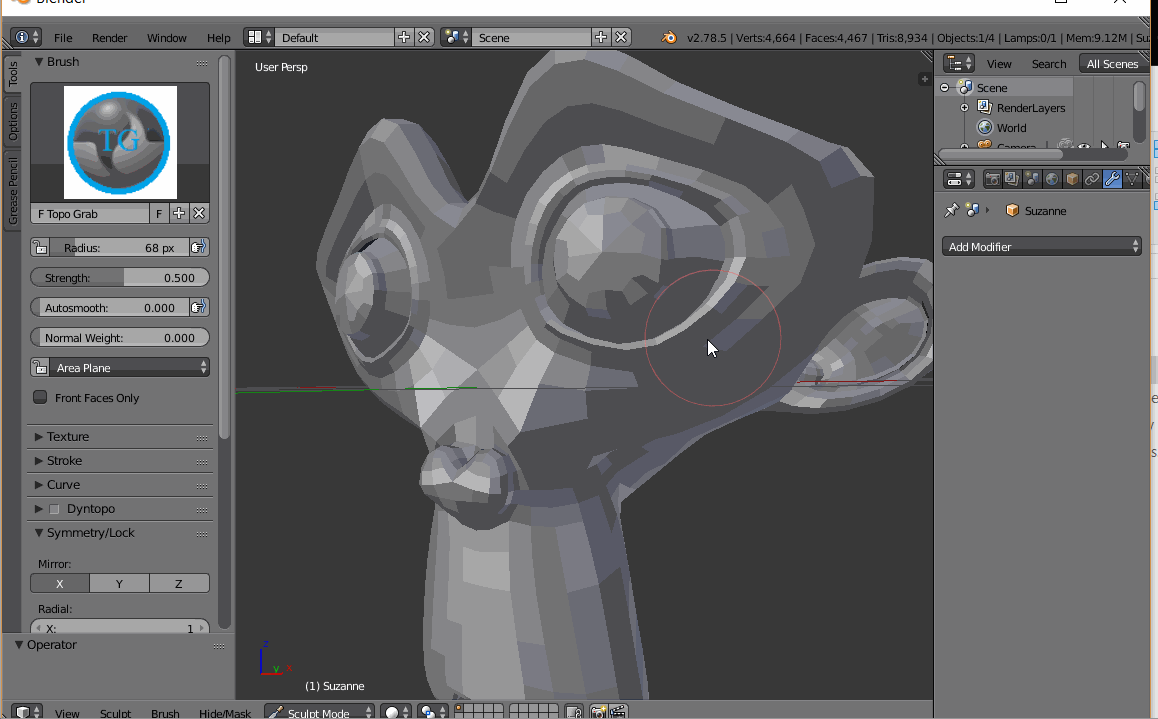 Blender
File Render Window Help Default Scene v2.78.5 | Verts:4,664 | Faces:4,467 | Tris:8,934 | Objects:1/4 | Lamps:0/1 | Mem:9.12M |
Tools
Options
Grease Pencil
Brush
TG
F Topo Grab F
Radius: 68 px
Strength: 0.500
Autosmooth: 0.000
Normal Weight: 0.000
Area Plane
Front Faces Only
Texture
Stroke
Curve
Dyntopo
Symmetry/Lock
Mirror:
X Y Z
Radial:
X: 1
Operator
User Persp
z
y x
(1) Suzanne
View Sculpt Brush Hide/Mask Sculpt Mode
View Search All Scenes
Scene
RenderLayers
World
Camera
Suzanne
Add Modifier